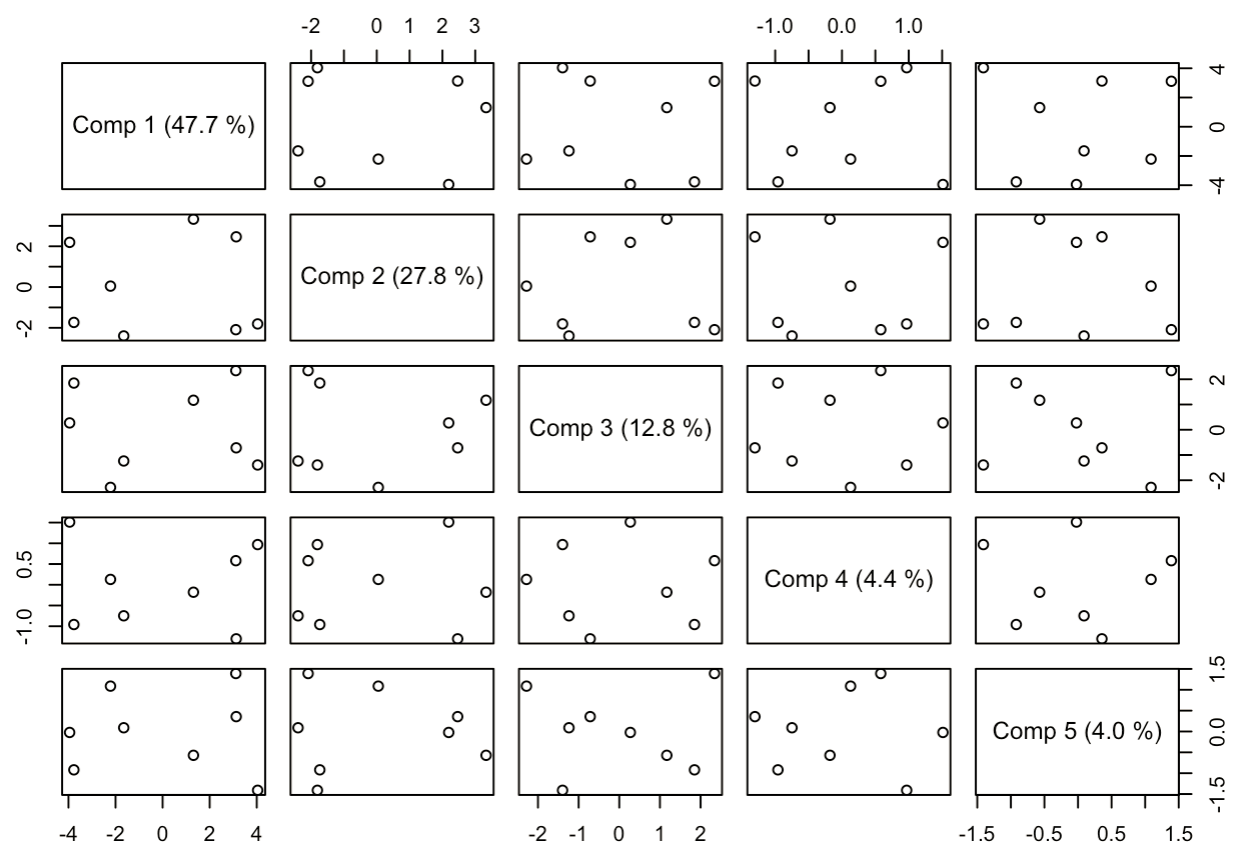 -2 0 1 2 3
-1.0 0.0 1.0
Comp 1 (47.7 %)
-4 0 4
-2 0 2
Comp 2 (27.8 %)
Comp 3 (12.8 %)
-2 0 2
-1.0 0.5
Comp 4 (4.4 %)
Comp 5 (4.0 %)
-1.5 0.0 1.5
-4 -2 0 2 4
-2 -1 0 1 2
-1.5 -0.5 0.5 1.5